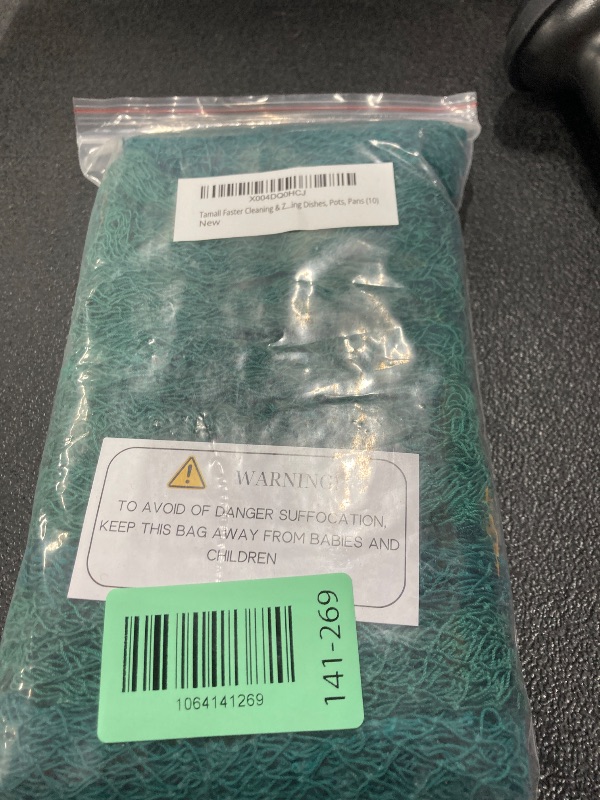 X004DQ0HCJ
Tamall Faster Cleaning & Z...ing Dishes, Pots, Pans (10)
New
WARNING!
TO AVOID OF DANGER SUFFOCATION,
KEEP THIS BAG AWAY FROM BABIES AND
CHILDREN
1064141269
141-269